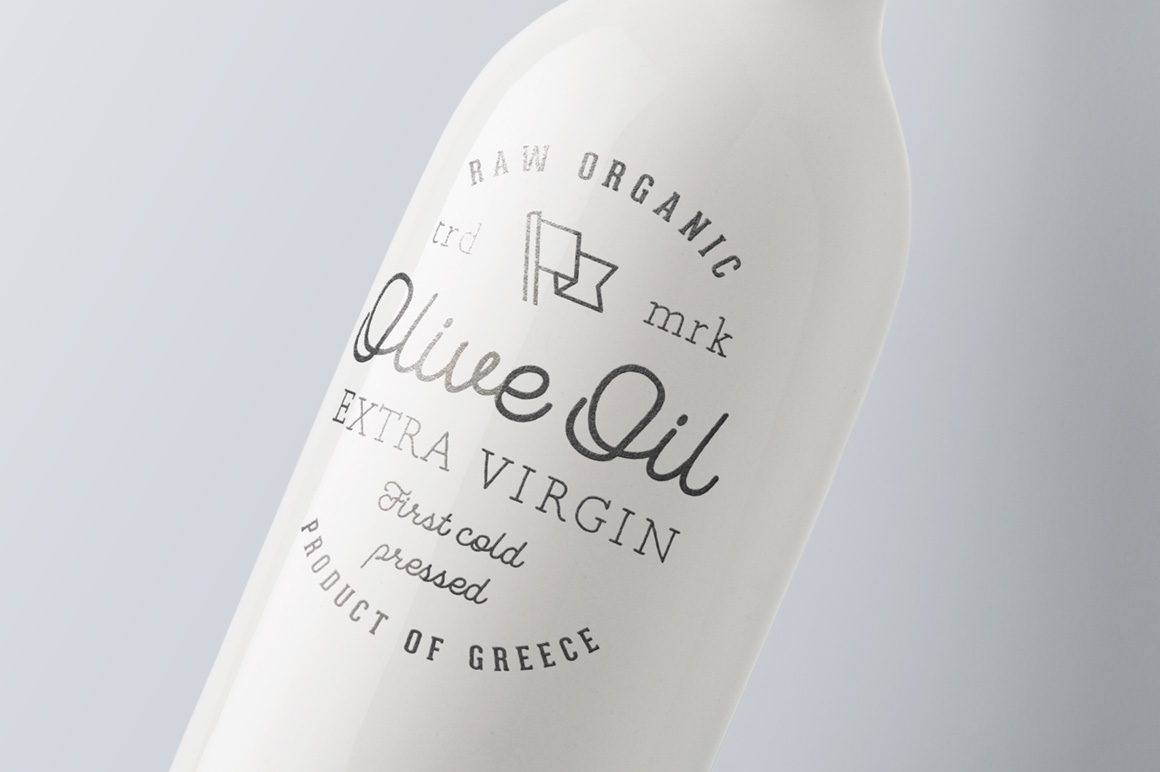 RAW ORGANIC
trd mrk
Olive Oil
EXTRA VIRGIN
First cold
pressed
PRODUCT OF GREECE